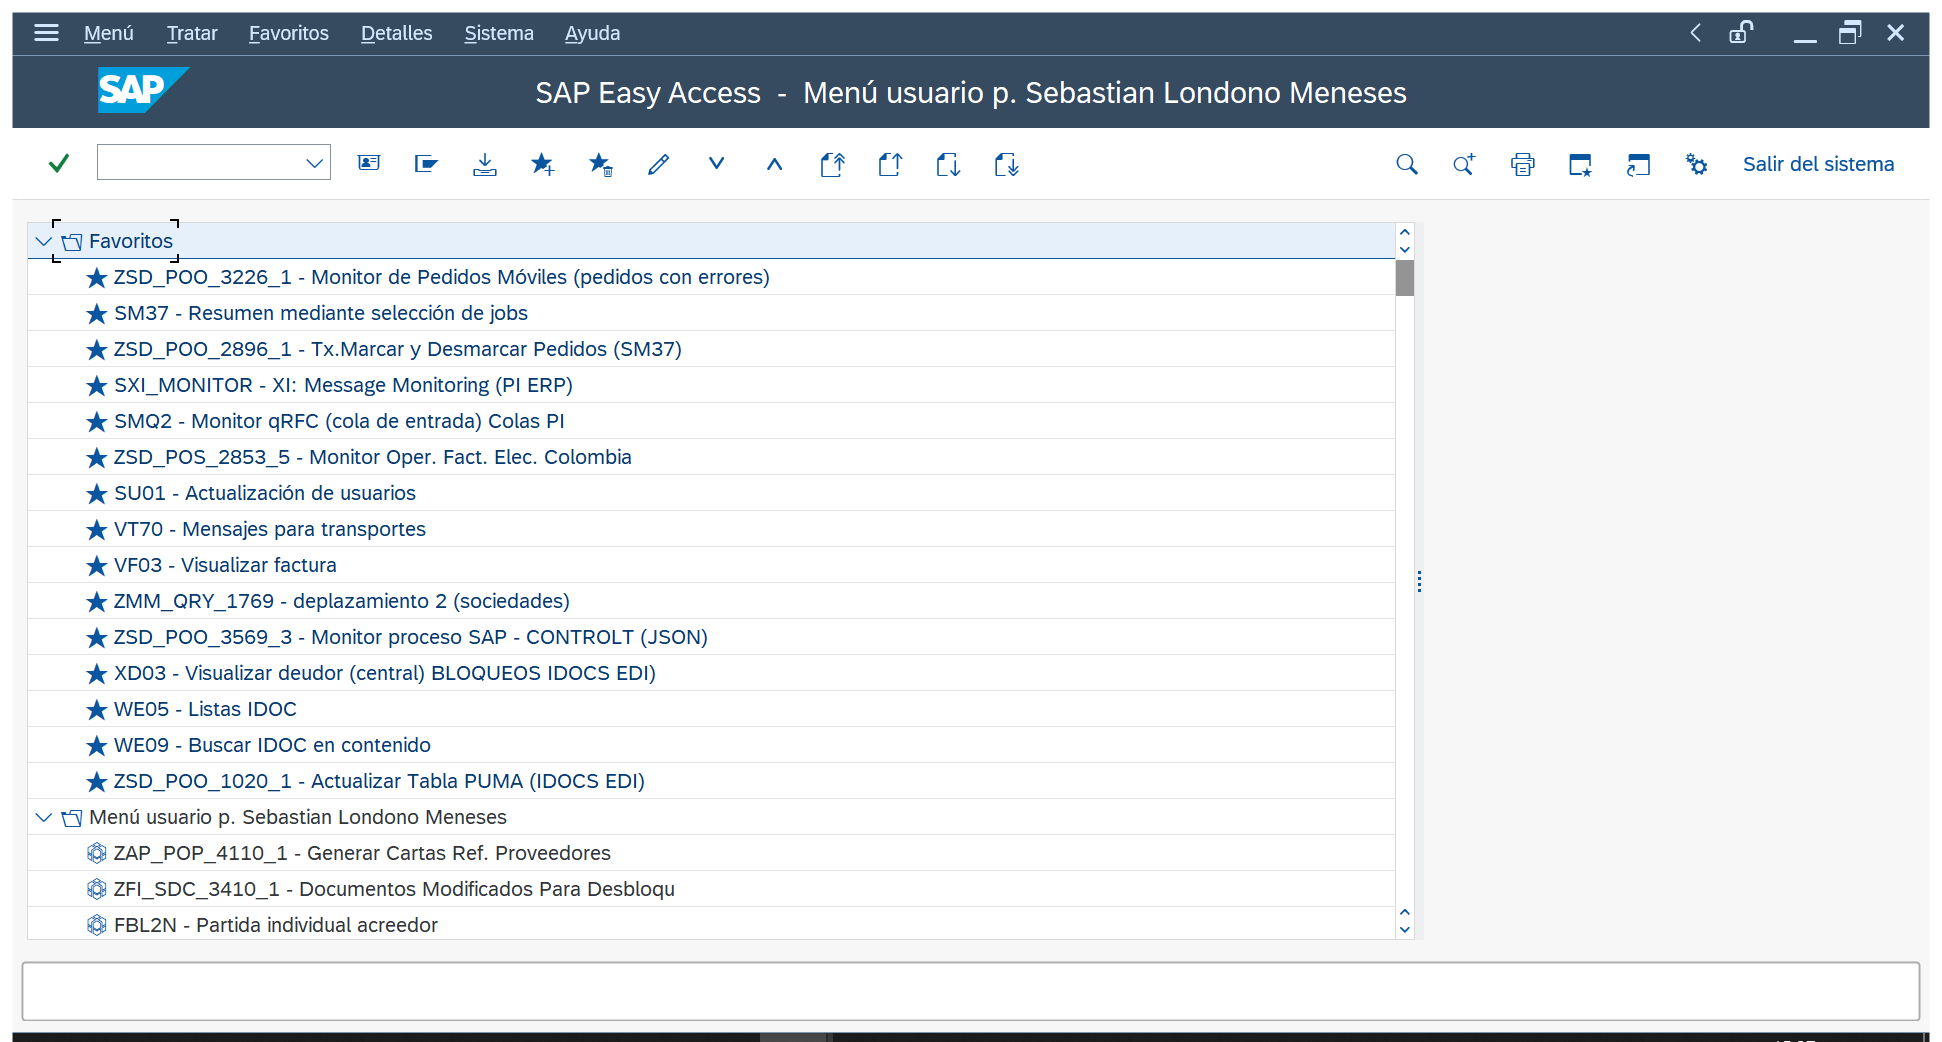 Menú Tratar Favoritos Detalles Sistema Ayuda
SAP SAP Easy Access - Menú usuario p. Sebastian Londono Meneses
Salir del sistema
Favoritos
ZSD_POO_3226_1 - Monitor de Pedidos Móviles (pedidos con errores)
SM37 - Resumen mediante selección de jobs
ZSD_POO_2896_1 - Tx.Marcar y Desmarcar Pedidos (SM37)
SXI_MONITOR - XI: Message Monitoring (PI ERP)
SMQ2 - Monitor qRFC (cola de entrada) Colas PI
ZSD_POS_2853_5 - Monitor Oper. Fact. Elec. Colombia
SU01 - Actualización de usuarios
VT70 - Mensajes para transportes
VF03 - Visualizar factura
ZMM_QRY_1769 - deplazamiento 2 (sociedades)
ZSD_POO_3569_3 - Monitor proceso SAP - CONTROLT (JSON)
XD03 - Visualizar deudor (central) BLOQUEOS IDOCS EDI)
WE05 - Listas IDOC
WE09 - Buscar IDOC en contenido
ZSD_POO_1020_1 - Actualizar Tabla PUMA (IDOCS EDI)
Menú usuario p. Sebastian Londono Meneses
ZAP_POP_4110_1 - Generar Cartas Ref. Proveedores
ZFI_SDC_3410_1 - Documentos Modificados Para Desbloqu
FBL2N - Partida individual acreedor